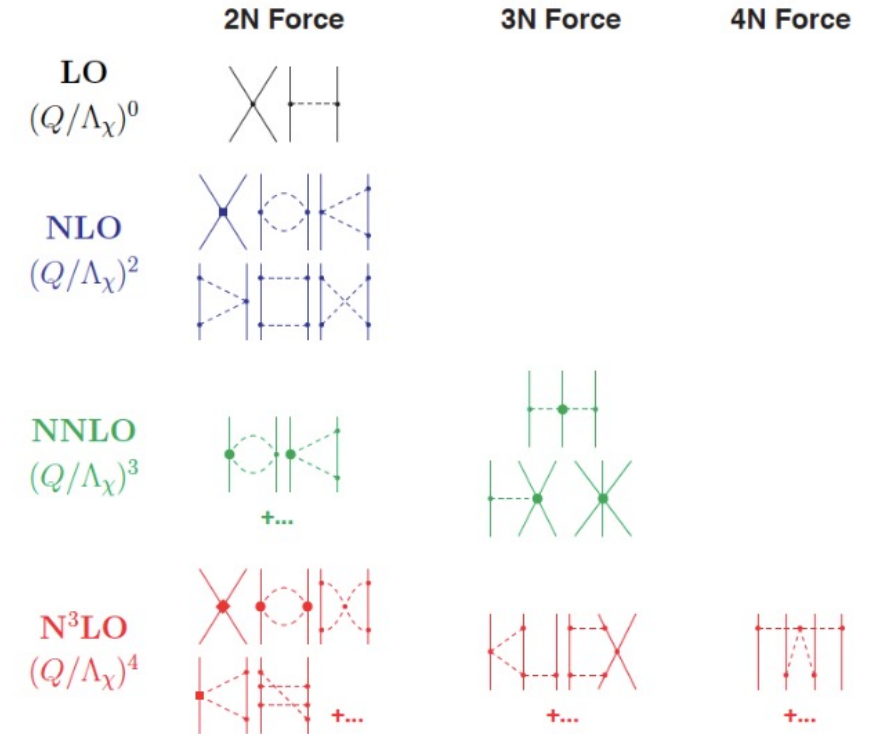 2N Force 3N Force 4N Force
LO
(Q/Λχ)⁰
NLO
(Q/Λχ)²
NNLO
(Q/Λχ)³
+...
N³LO
(Q/Λχ)⁴
+... +... +...